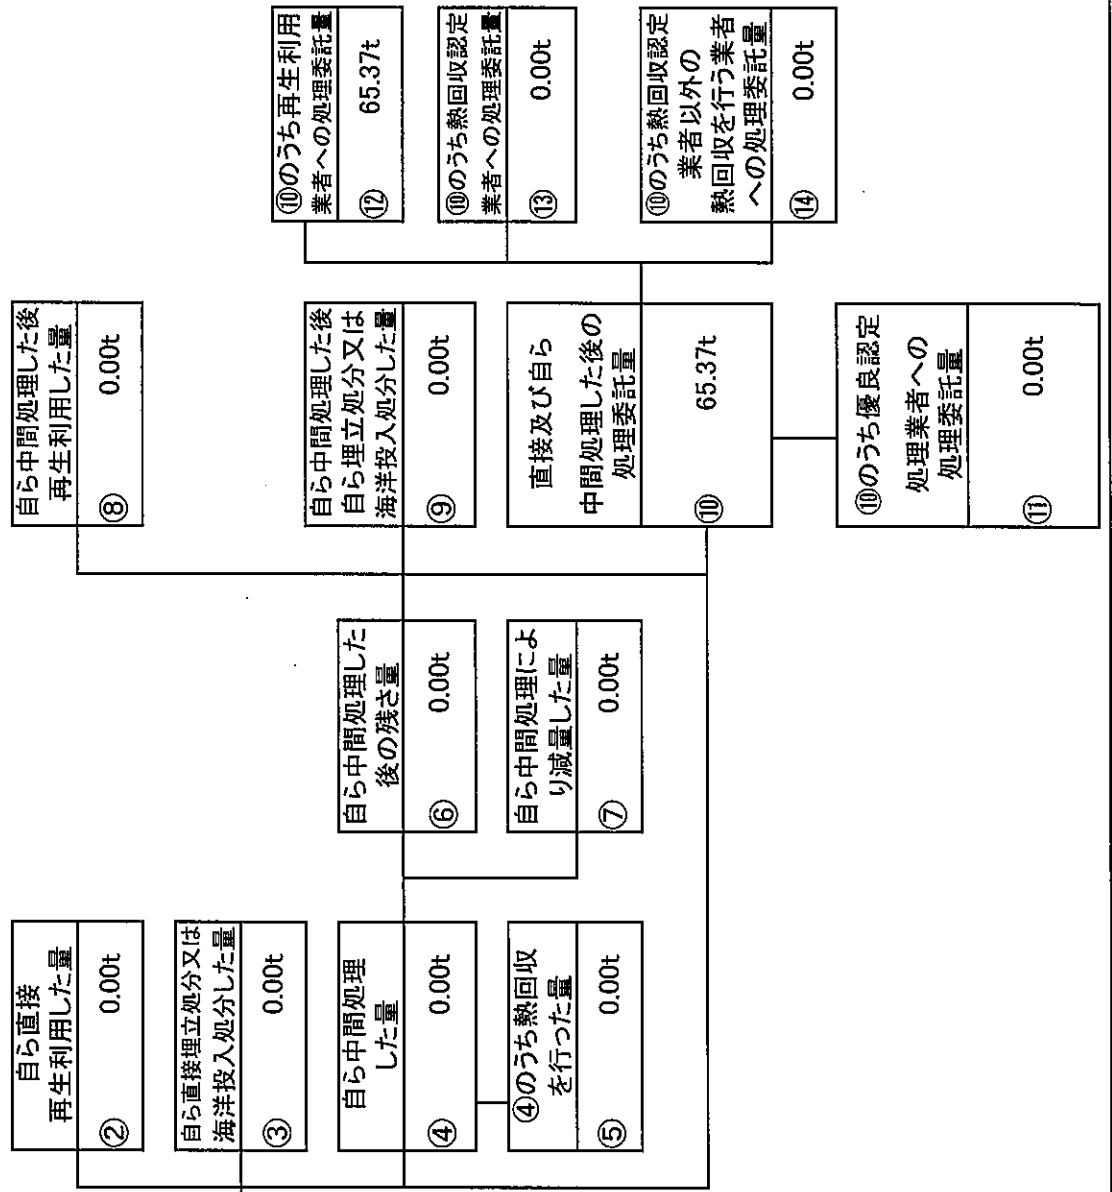 自ら直接
再生利用した量
② 0.00t
自ら直接埋立処分又は
海洋投入処分した量
③ 0.00t
自ら中間処理
した量
④ 0.00t
④のうち熱回収
を行った量
⑤ 0.00t
自ら中間処理した
後の残さ量
⑥ 0.00t
自ら中間処理によ
り減量した量
⑦ 0.00t
自ら中間処理した後
再生利用した量
⑧ 0.00t
自ら中間処理した後
自ら埋立処分又は
海洋投入処分した量
⑨ 0.00t
直接及び自ら
中間処理した後の
処理委託量
⑩ 65.37t
⑩のうち優良認定
処理業者への
処理委託量
⑪ 0.00t
⑩のうち再生利用
業者への処理委託量
⑫ 65.37t
⑩のうち熱回収認定
業者への処理委託量
⑬ 0.00t
⑩のうち熱回収認定
業者以外の
熱回収を行う業者
への処理委託量
⑭ 0.00t